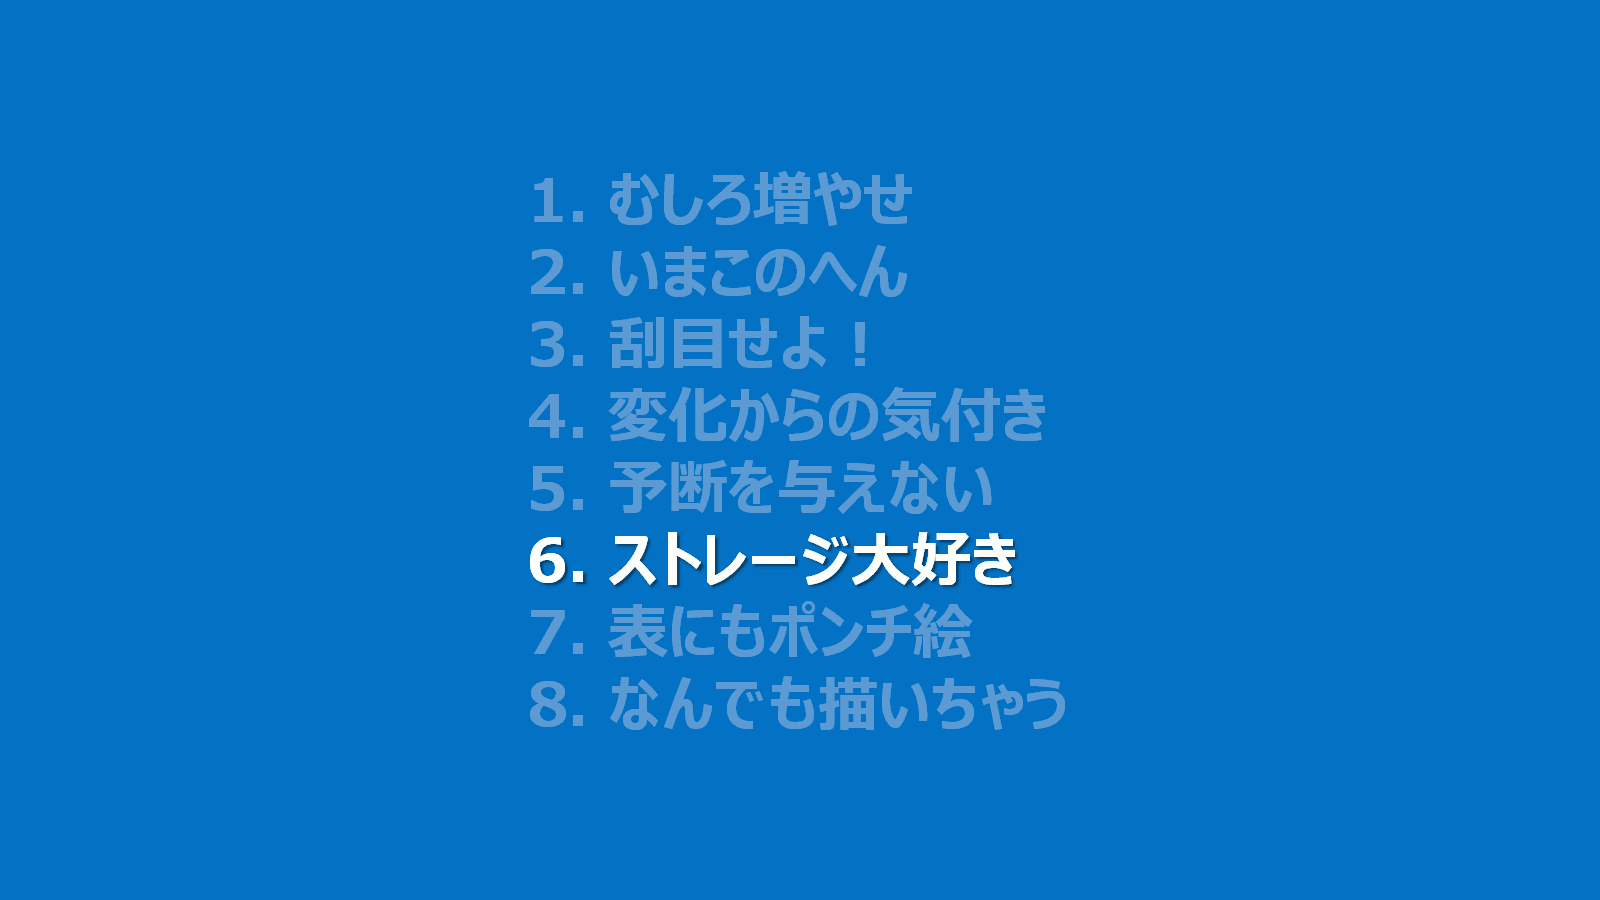 1. むしろ増やせ
2. いまこのへん
3. 刮目せよ！
4. 変化からの気付き
5. 予断を与えない
6. ストレージ大好き
7. 表にもポンチ絵
8. なんでも描いちゃう